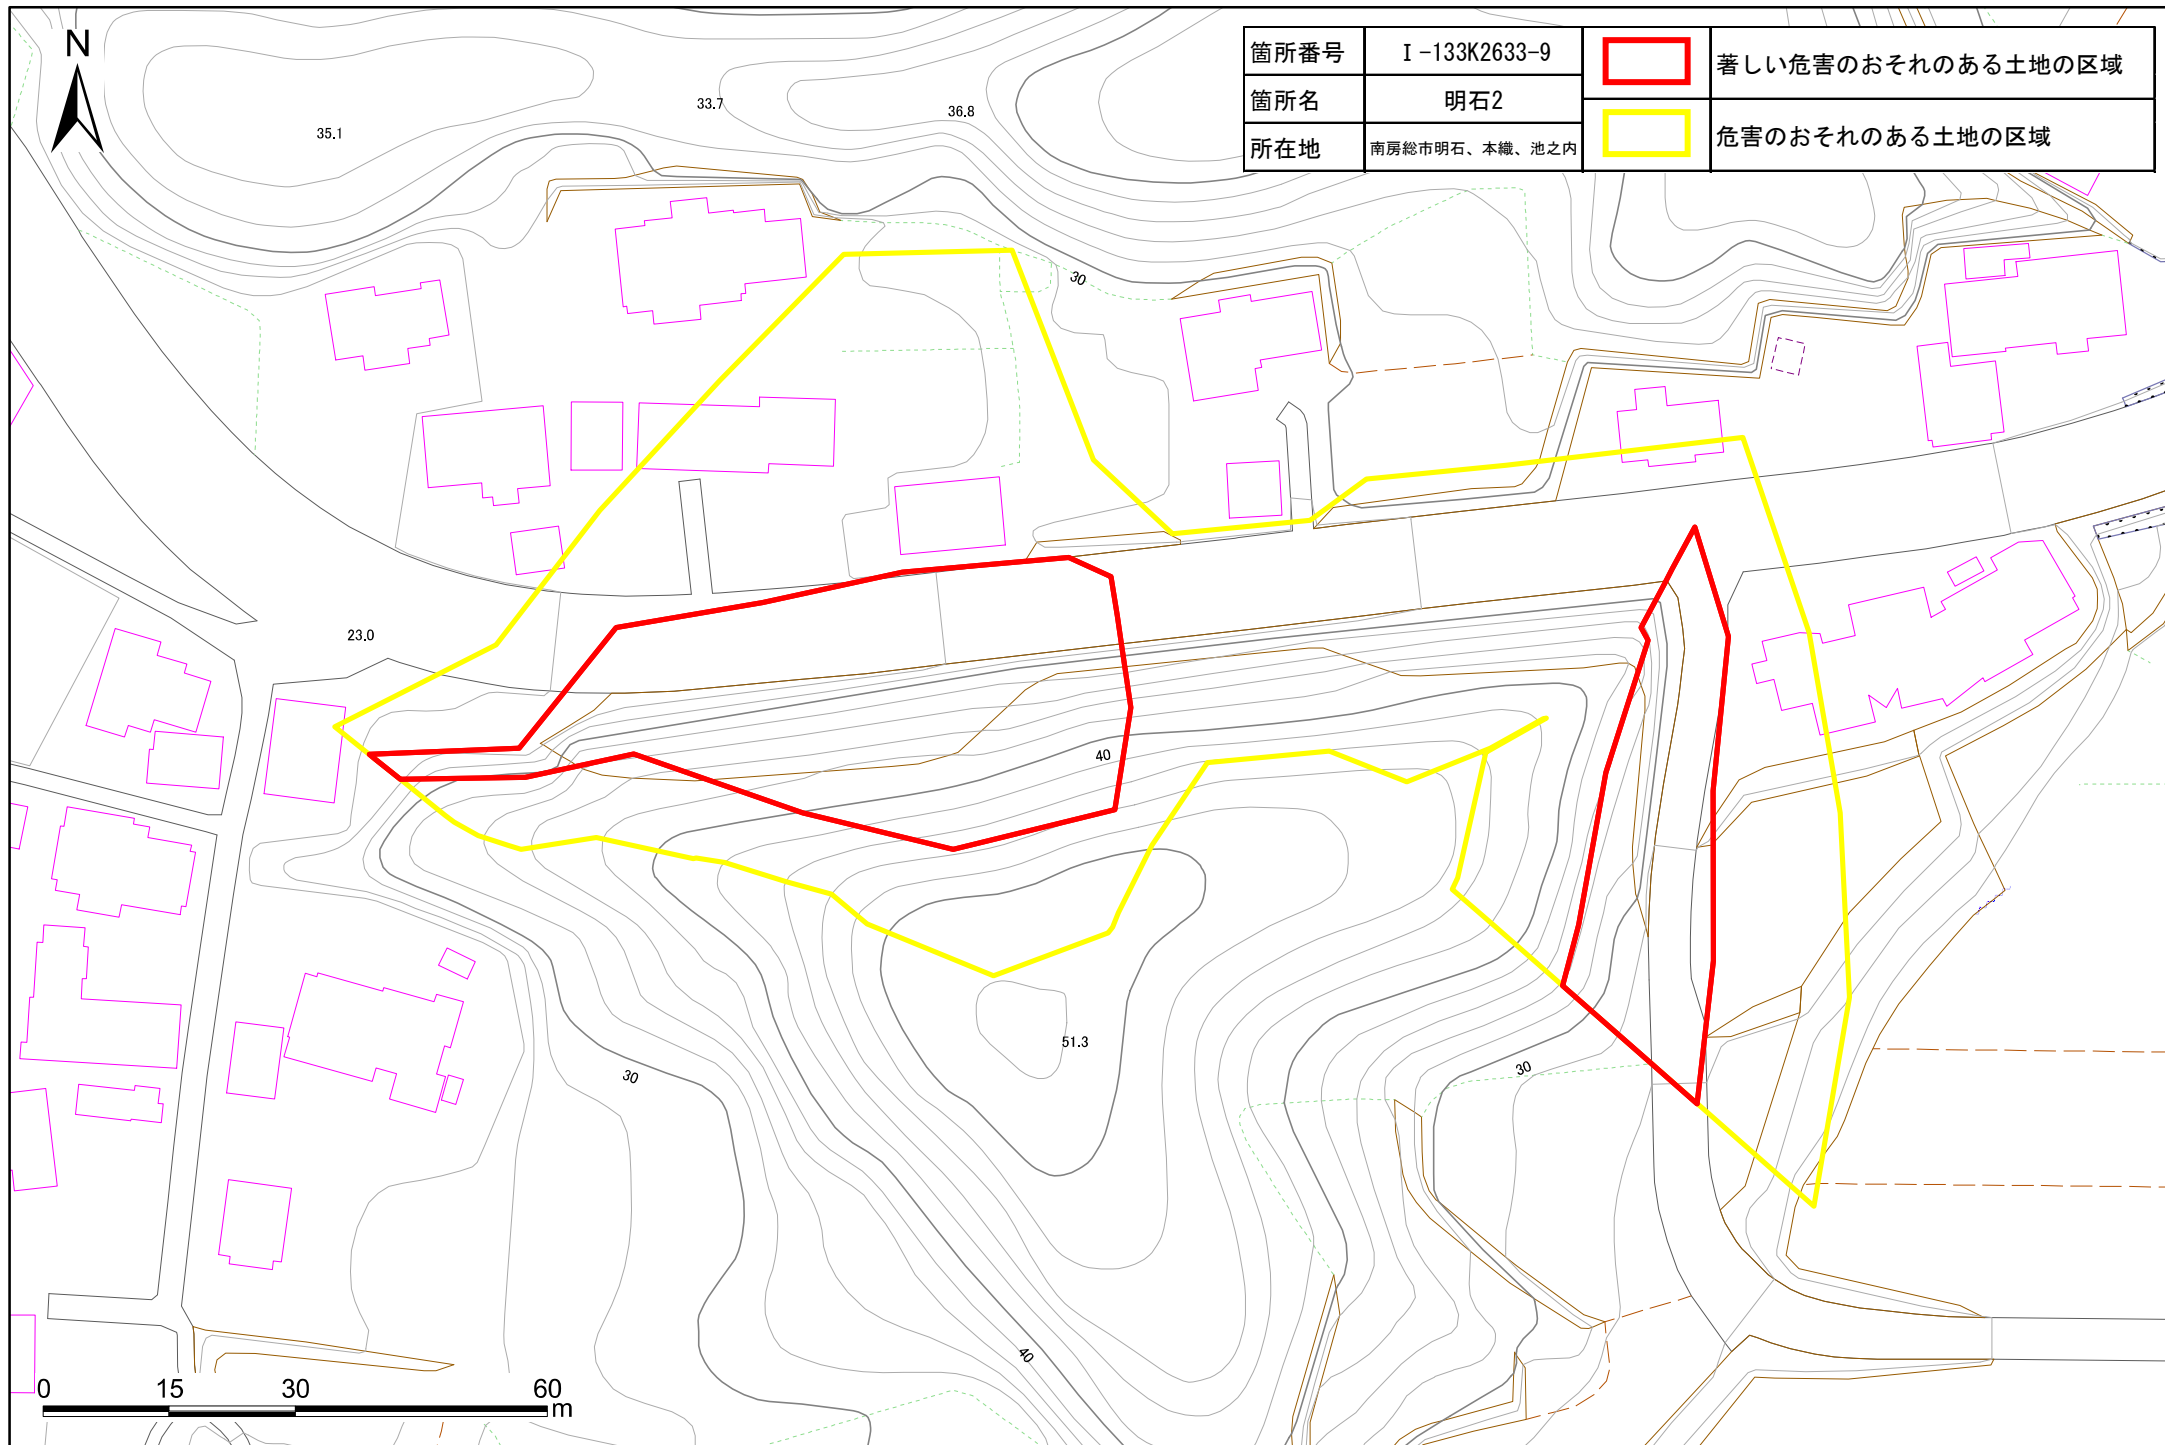 N
箇所番号 Ⅰ-133K2633-9
箇所名 明石2
所在地 南房総市明石、本織、池之内
著しい危害のおそれのある土地の区域
危害のおそれのある土地の区域
35.1
33.7
36.8
30
23.0
40
51.3
30
30
40
0 15 30 60
m